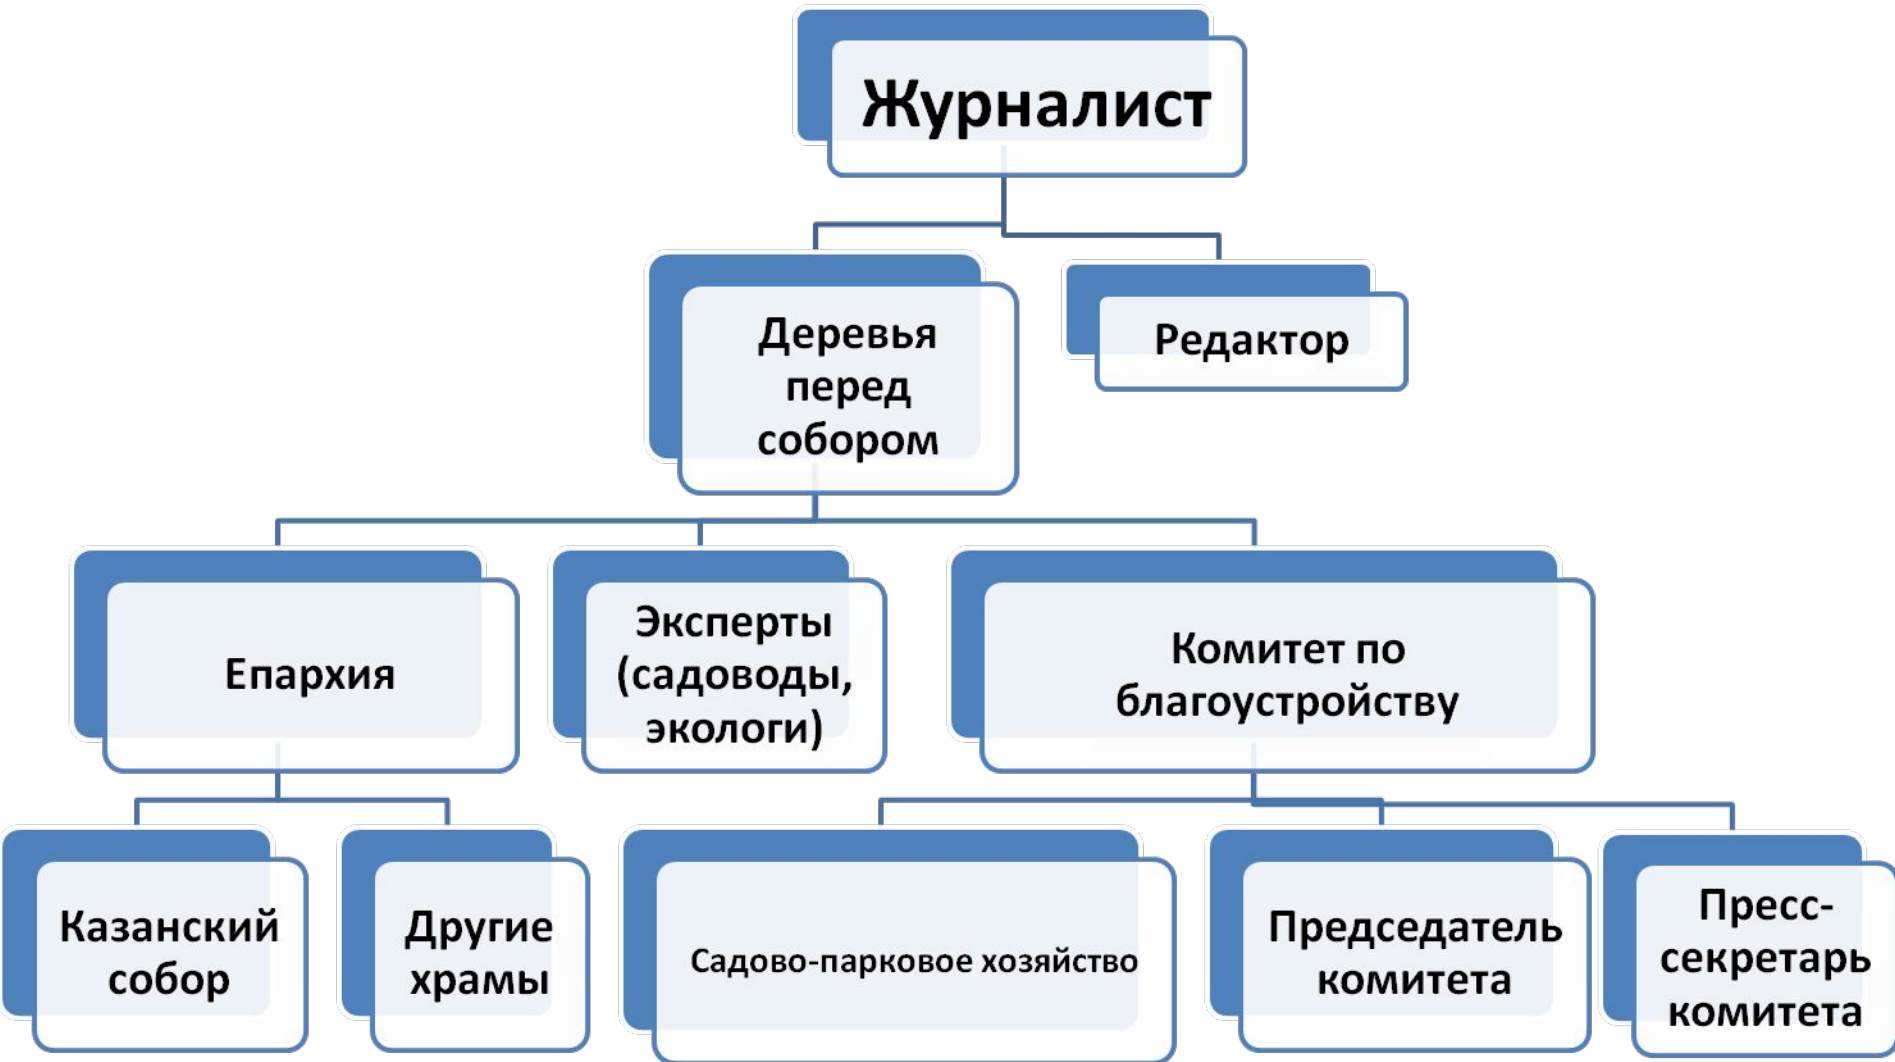 Журналист
Деревья
перед
собором
Редактор
Епархия
Эксперты
(садоводы,
экологи)
Комитет по
благоустройству
Казанский
собор
Другие
храмы
Садово-парковое хозяйство
Председатель
комитета
Пресс-
секретарь
комитета